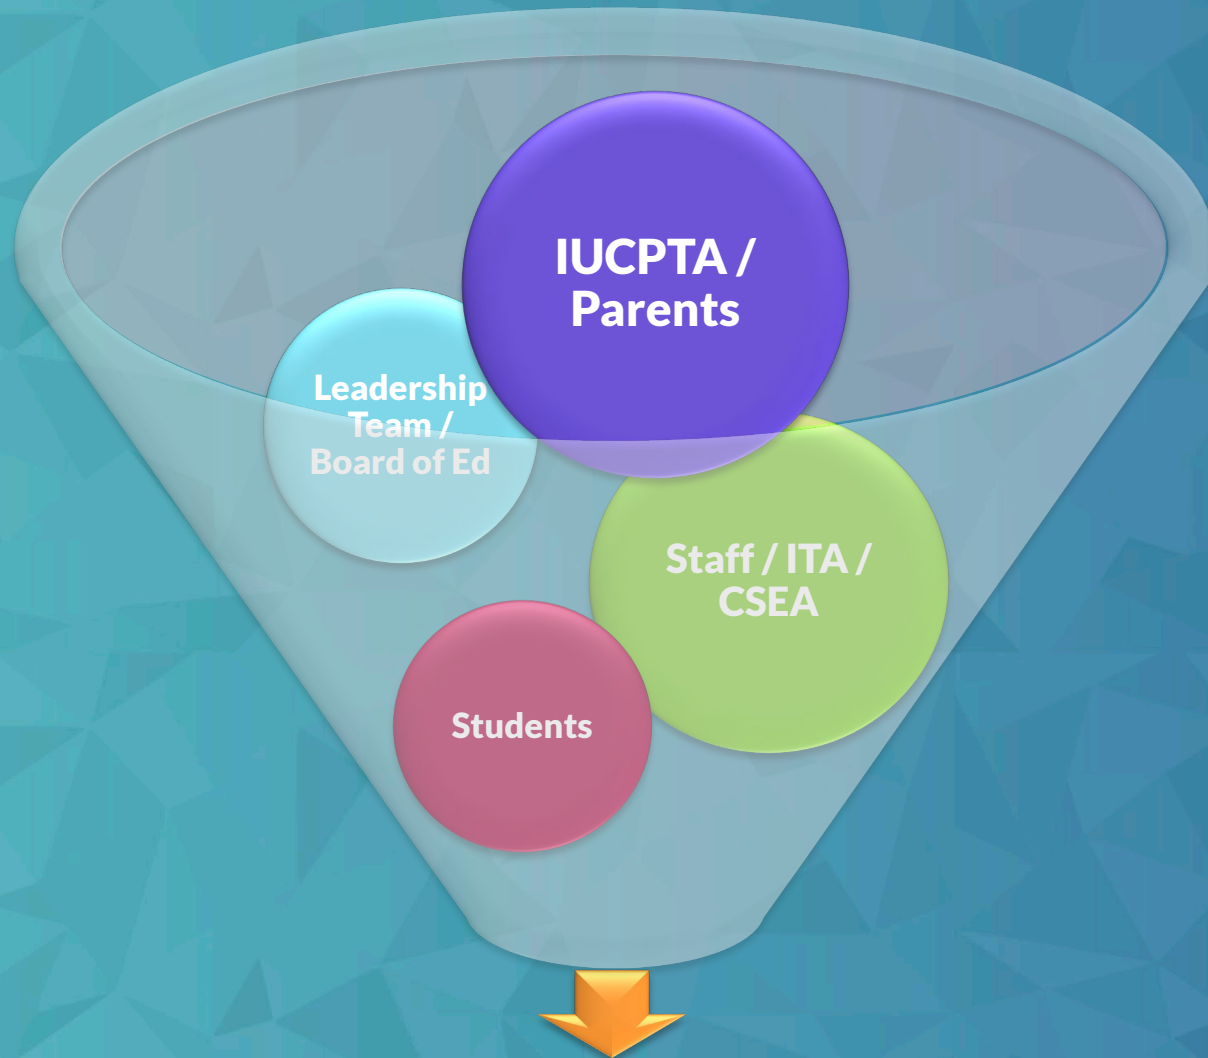 IUCPTA /
Parents
Leadership
Team /
Board of Ed
Staff / ITA /
CSEA
Students